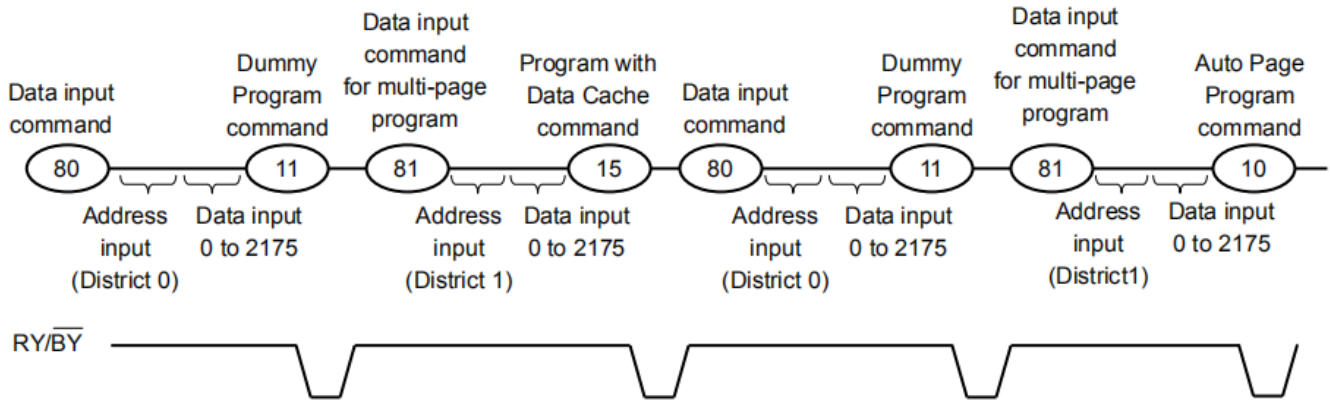 Data input
command
80
Address
input
(District 0)
Data input
0 to 2175
Dummy
Program
command
11
Data input
command
for multi-page
program
81
Address
input
(District 1)
Data input
0 to 2175
Program with
Data Cache
command
15
Data input
command
80
Address
input
(District 0)
Data input
0 to 2175
Dummy
Program
command
11
Data input
command
for multi-page
program
81
Address
input
(District1)
Data input
0 to 2175
Auto Page
Program
command
10
RY/B̅Y̅